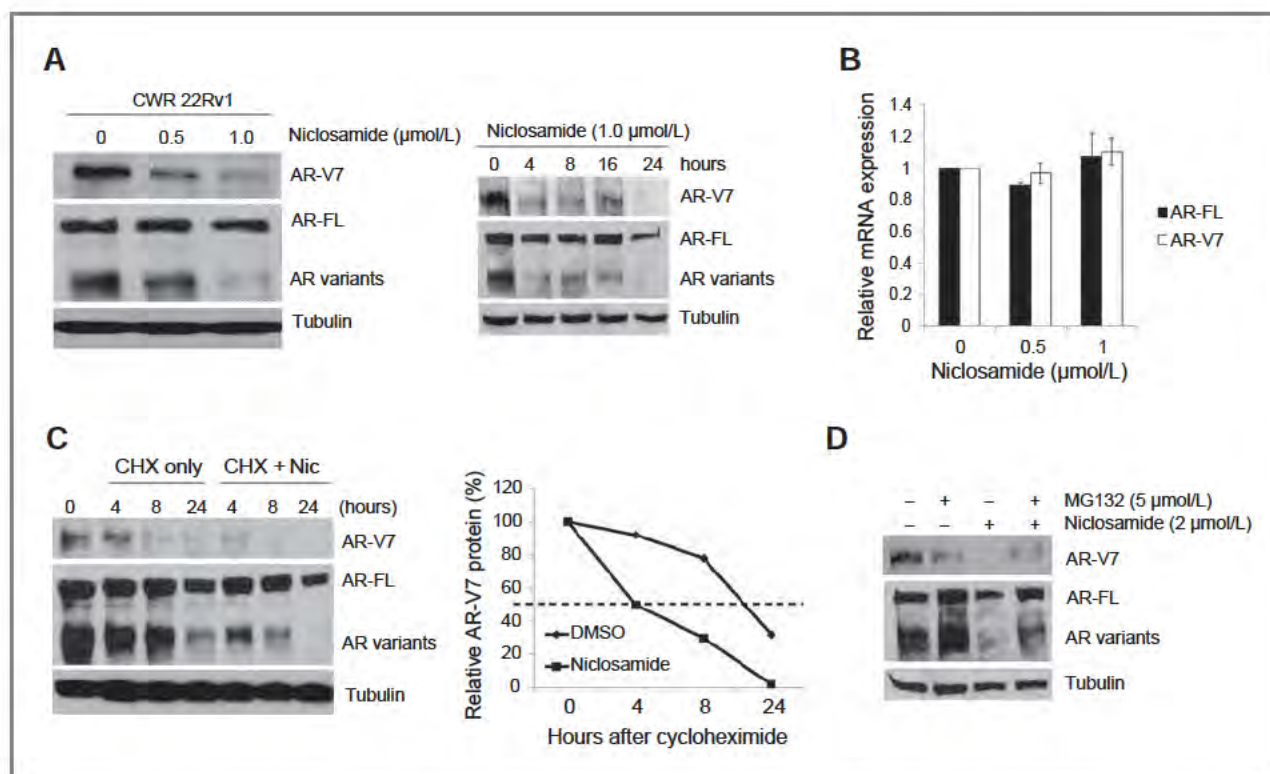 A
CWR 22Rv1
0 0.5 1.0 Niclosamide (µmol/L)
AR-V7
AR-FL
AR variants
Tubulin
Niclosamide (1.0 µmol/L)
0 4 8 16 24 hours
AR-V7
AR-FL
AR variants
Tubulin
B
Relative mRNA expression
1.4
1.2
1
0.8
0.6
0.4
0.2
0
0 0.5 1
Niclosamide (µmol/L)
AR-FL
AR-V7
C
CHX only CHX + Nic
0 4 8 24 4 8 24 (hours)
AR-V7
AR-FL
AR variants
Tubulin
Relative AR-V7 protein (%)
120
100
80
60
40
20
0
DMSO
Niclosamide
0 4 8 24
Hours after cycloheximide
D
– + – + MG132 (5 µmol/L)
– – + + Niclosamide (2 µmol/L)
AR-V7
AR-FL
AR variants
Tubulin